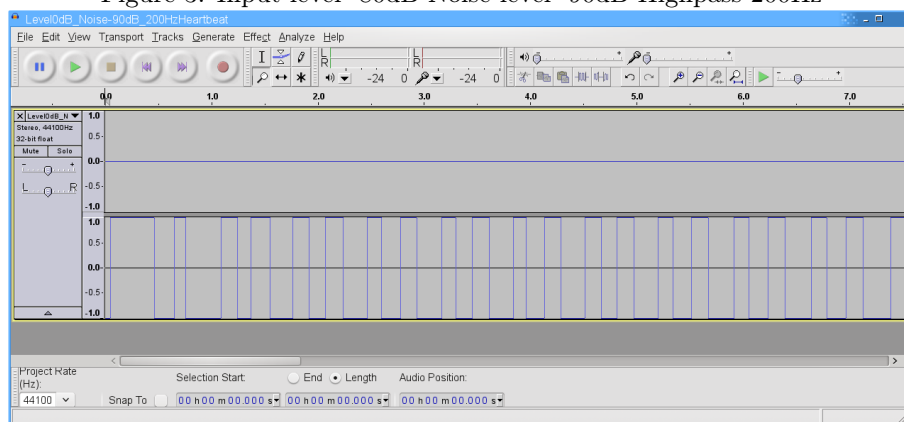 Figure 3: Input level -80dB Noise level -90dB Highpass 200Hz
Level0dB_Noise-90dB_200HzHeartbeat
File Edit View Transport Tracks Generate Effect Analyze Help
L
R
L
R
-24 0
-24 0
0,0 1.0 2.0 3.0 4.0 5.0 6.0 7.0
Level0dB_N
Stereo, 44100Hz
32-bit float
Mute Solo
- +
L R
1.0
0.5-
0.0-
-0.5-
-1.0
1.0
0.5-
0.0-
-0.5-
-1.0
Project Rate
(Hz):
Selection Start:
End
Length
Audio Position:
44100
Snap To
00 h 00 m 00.000 s
00 h 00 m 00.000 s
00 h 00 m 00.000 s